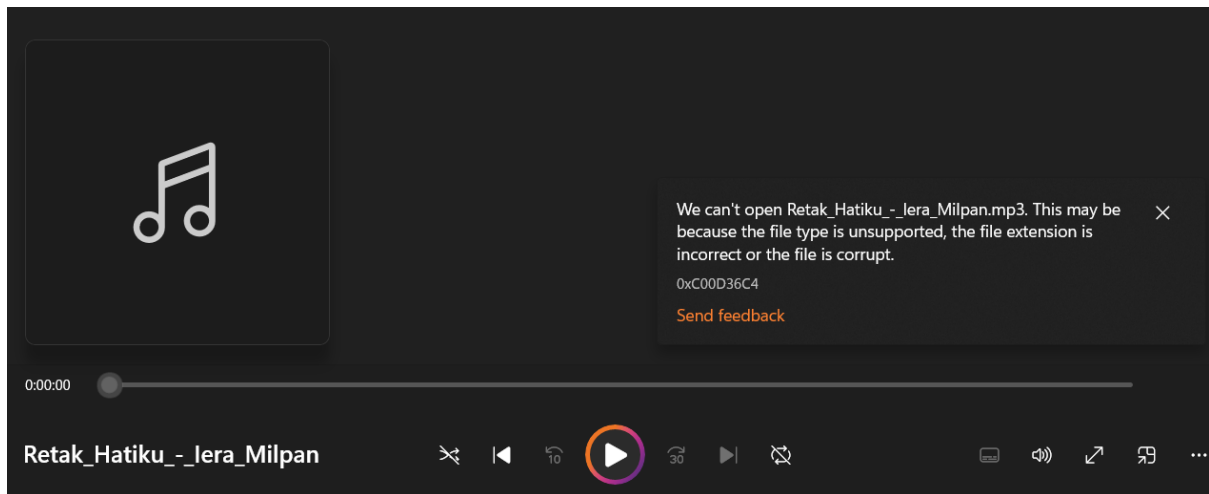 We can't open Retak_Hatiku_-_Iera_Milpan.mp3. This may be
because the file type is unsupported, the file extension is
incorrect or the file is corrupt.
0xC00D36C4
Send feedback
0:00:00
Retak_Hatiku_-_Iera_Milpan
10
30